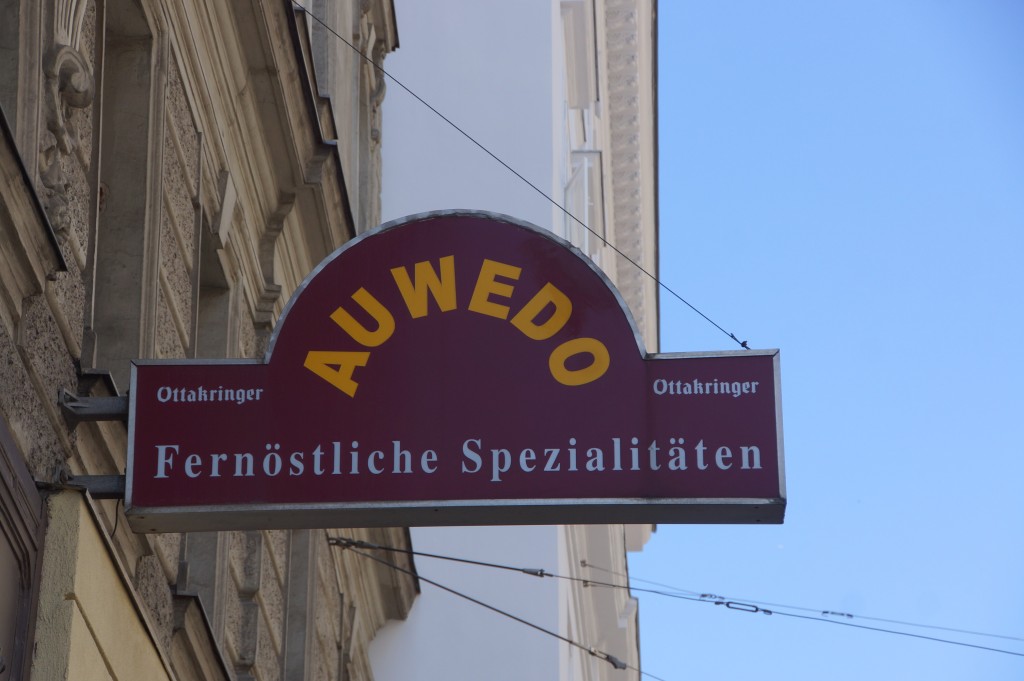 AUWEDO
Ottakringer Ottakringer
Fernöstliche Spezialitäten